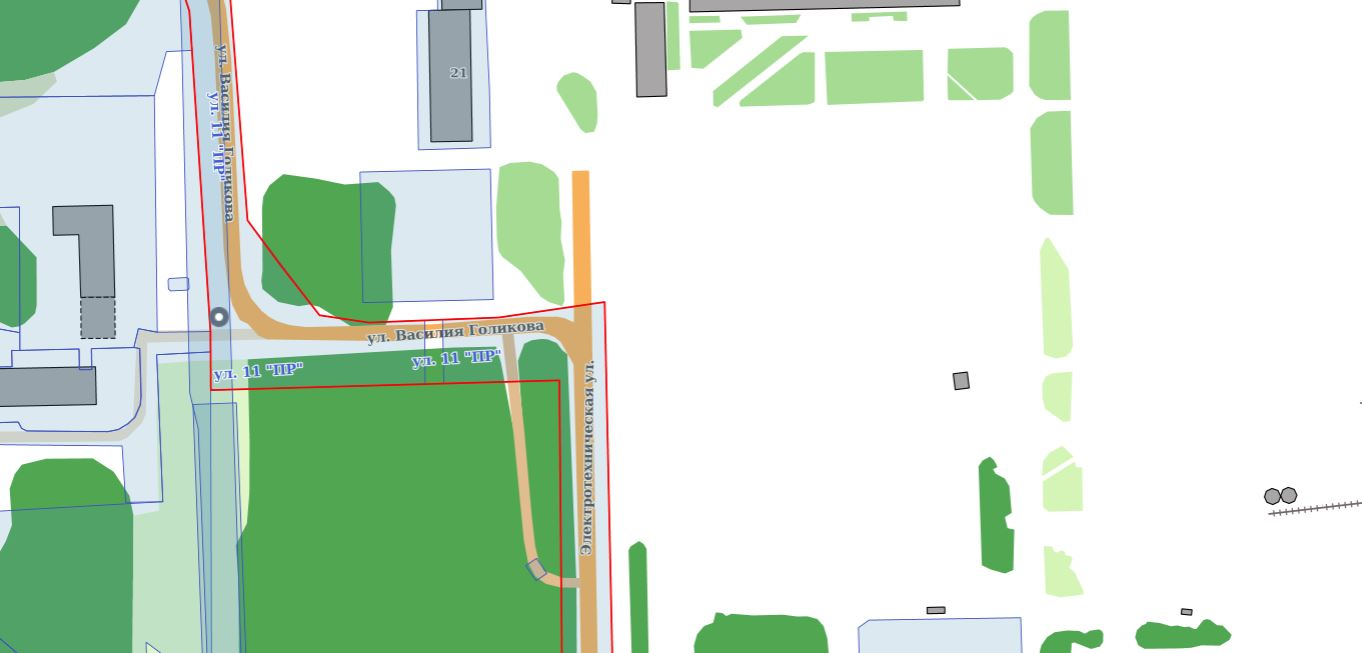 21
ул. Василия Голикова
ул. 11 "ПР"
ул. Василия Голикова
ул. 11 "ПР"
ул. 11 "ПР"
Электротехническая ул.